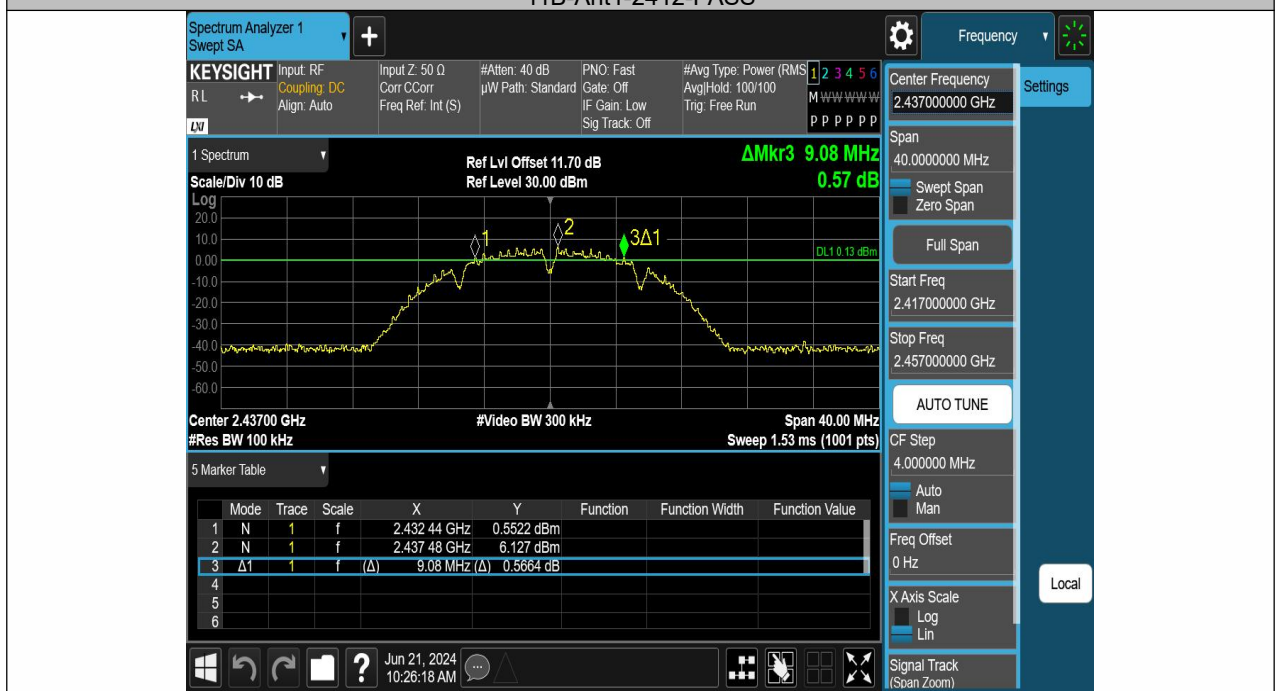 11B-Ant1-2412-PASS
Spectrum Analyzer 1
Swept SA
+
Frequency
KEYSIGHT
RL
LXI
Input: RF
Coupling: DC
Align: Auto
Input Z: 50 Ω
Corr CCorr
Freq Ref: Int (S)
#Atten: 40 dB
µW Path: Standard
PNO: Fast
Gate: Off
IF Gain: Low
Sig Track: Off
#Avg Type: Power (RMS
Avg|Hold: 100/100
Trig: Free Run
1 2 3 4 5 6
M W W W W W
P P P P P P
1 Spectrum
Scale/Div 10 dB
Ref Lvl Offset 11.70 dB
Ref Level 30.00 dBm
ΔMkr3 9.08 MHz
0.57 dB
Log
20.0
10.0
0.00
-10.0
-20.0
-30.0
-40.0
-50.0
-60.0
1
2
3Δ1
DL1 0.13 dBm
Center 2.43700 GHz
#Video BW 300 kHz
Span 40.00 MHz
#Res BW 100 kHz
Sweep 1.53 ms (1001 pts)
5 Marker Table
Mode Trace Scale X Y Function Function Width Function Value
1 N 1 f 2.432 44 GHz 0.5522 dBm
2 N 1 f 2.437 48 GHz 6.127 dBm
3 Δ1 1 f (Δ) 9.08 MHz (Δ) 0.5664 dB
4
5
6
?
Jun 21, 2024
10:26:18 AM
Center Frequency
2.437000000 GHz
Span
40.0000000 MHz
Swept Span
Zero Span
Full Span
Start Freq
2.417000000 GHz
Stop Freq
2.457000000 GHz
AUTO TUNE
CF Step
4.000000 MHz
Auto
Man
Freq Offset
0 Hz
X Axis Scale
Log
Lin
Signal Track
(Span Zoom)
Settings
Local